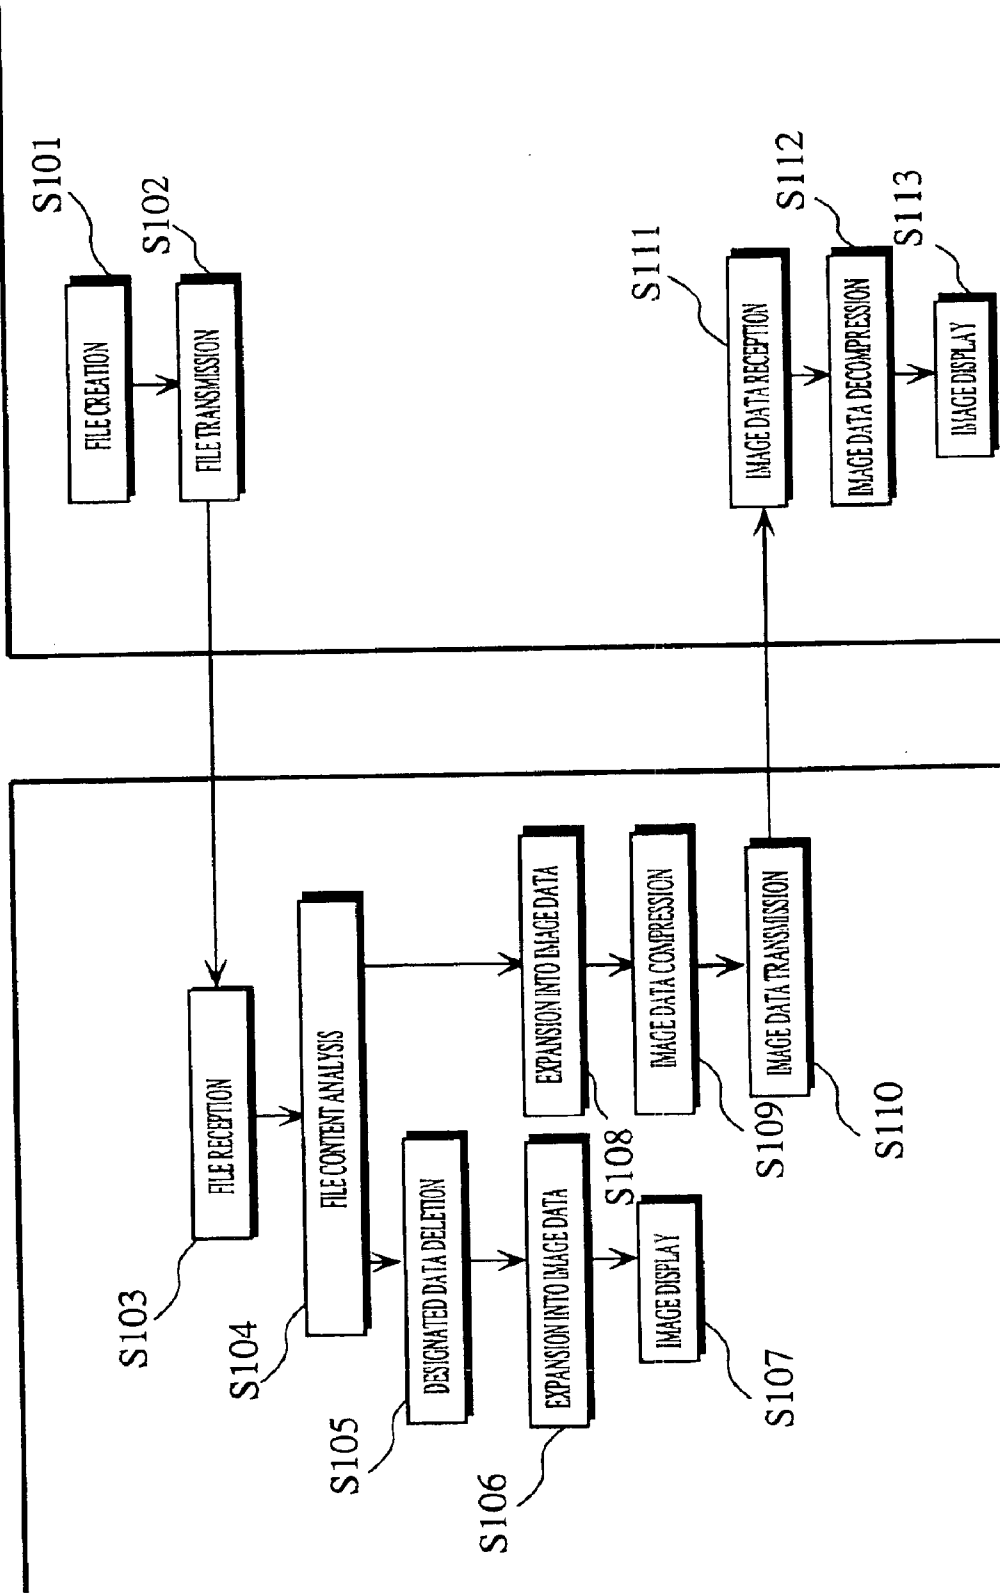 S101
FILE CREATION
S102
FILE TRANSMISSION
S103
FILE RECEPTION
S104
FILE CONTENT ANALYSIS
S105
DESIGNATED DATA DELETION
S106
EXPANSION INTO IMAGE DATA
S107
IMAGE DISPLAY
S108
EXPANSION INTO IMAGE DATA
S109
IMAGE DATA COMPRESSION
S110
IMAGE DATA TRANSMISSION
S111
IMAGE DATA RECEPTION
S112
IMAGE DATA DECOMPRESSION
S113
IMAGE DISPLAY